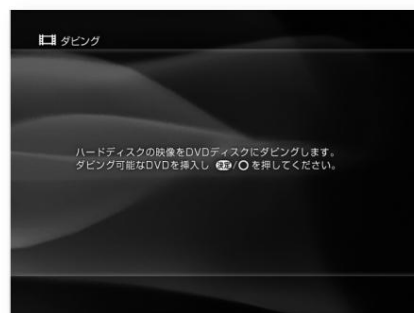 ダビング
ハードディスクの映像をDVDディスクにダビングします。
ダビング可能なDVDを挿入し 決定/○ を押してください。